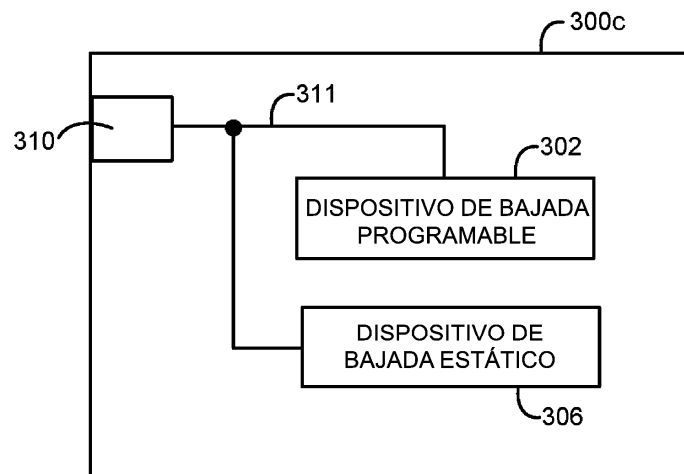 300c
311
310
302
DISPOSITIVO DE BAJADA
PROGRAMABLE
DISPOSITIVO DE
BAJADA ESTÁTICO
306